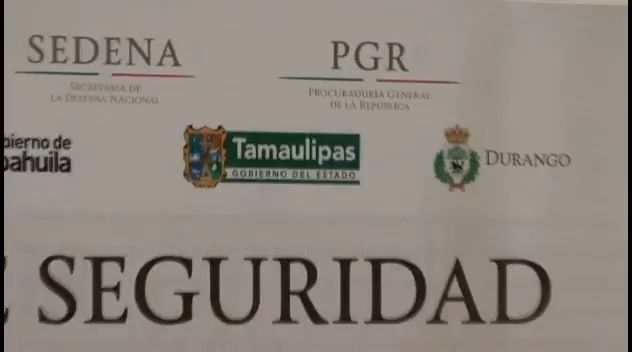 SEDENA
SECRETARÍA DE
LA DEFENSA NACIONAL
PGR
PROCURADURÍA GENERAL
DE LA REPÚBLICA
bierno de
ahuila
Tamaulipas
GOBIERNO DEL ESTADO
DURANGO
SEGURIDAD